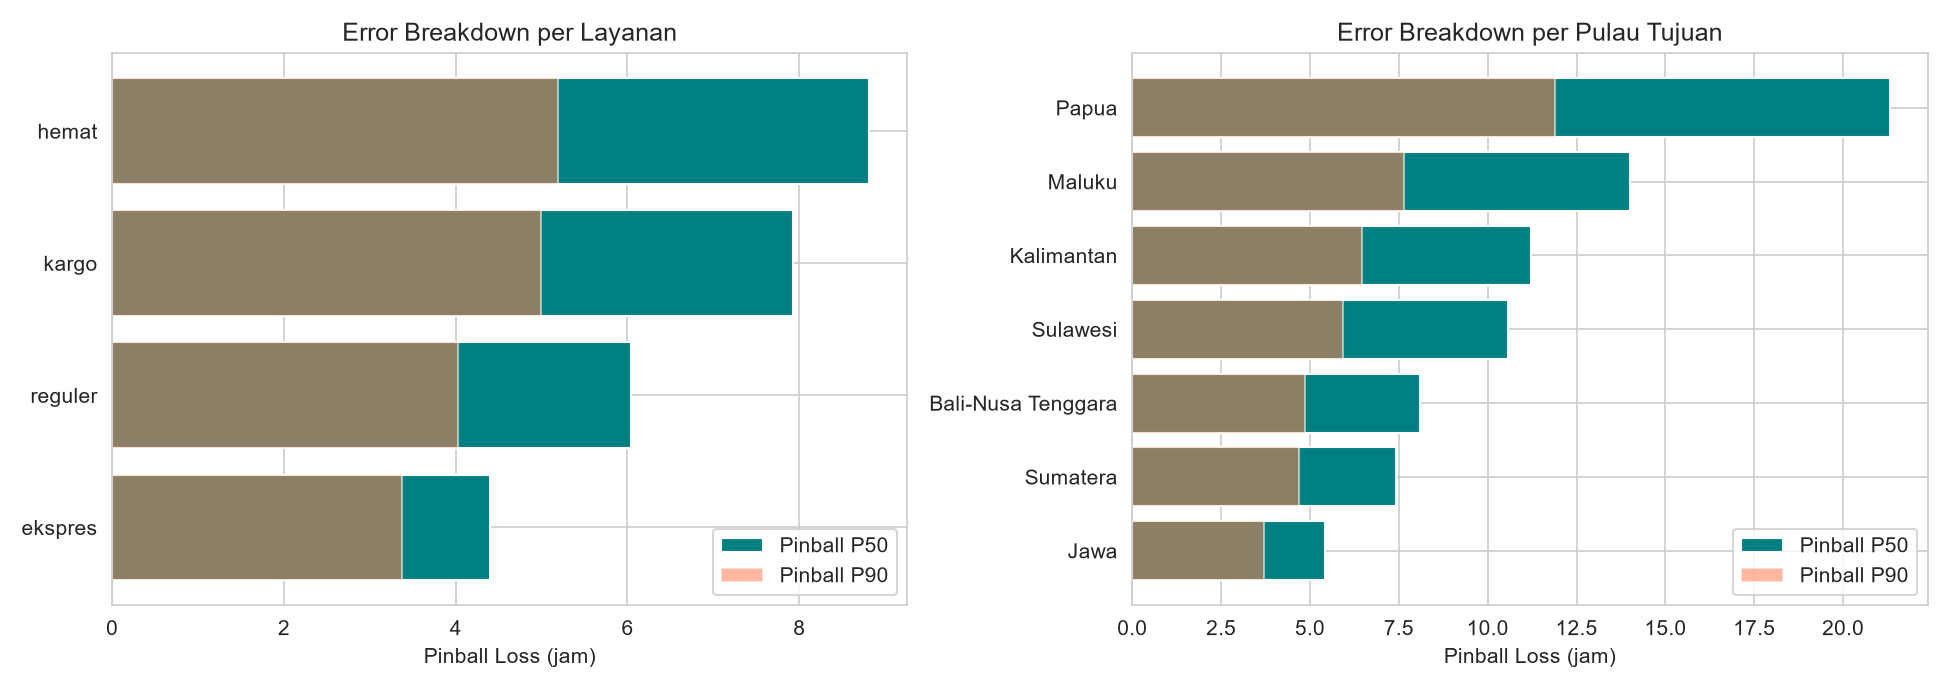 Error Breakdown per Layanan
hemat
kargo
reguler
ekspres
Pinball P50
Pinball P90
0 2 4 6 8
Pinball Loss (jam)
Error Breakdown per Pulau Tujuan
Papua
Maluku
Kalimantan
Sulawesi
Bali-Nusa Tenggara
Sumatera
Jawa
Pinball P50
Pinball P90
0.0 2.5 5.0 7.5 10.0 12.5 15.0 17.5 20.0
Pinball Loss (jam)